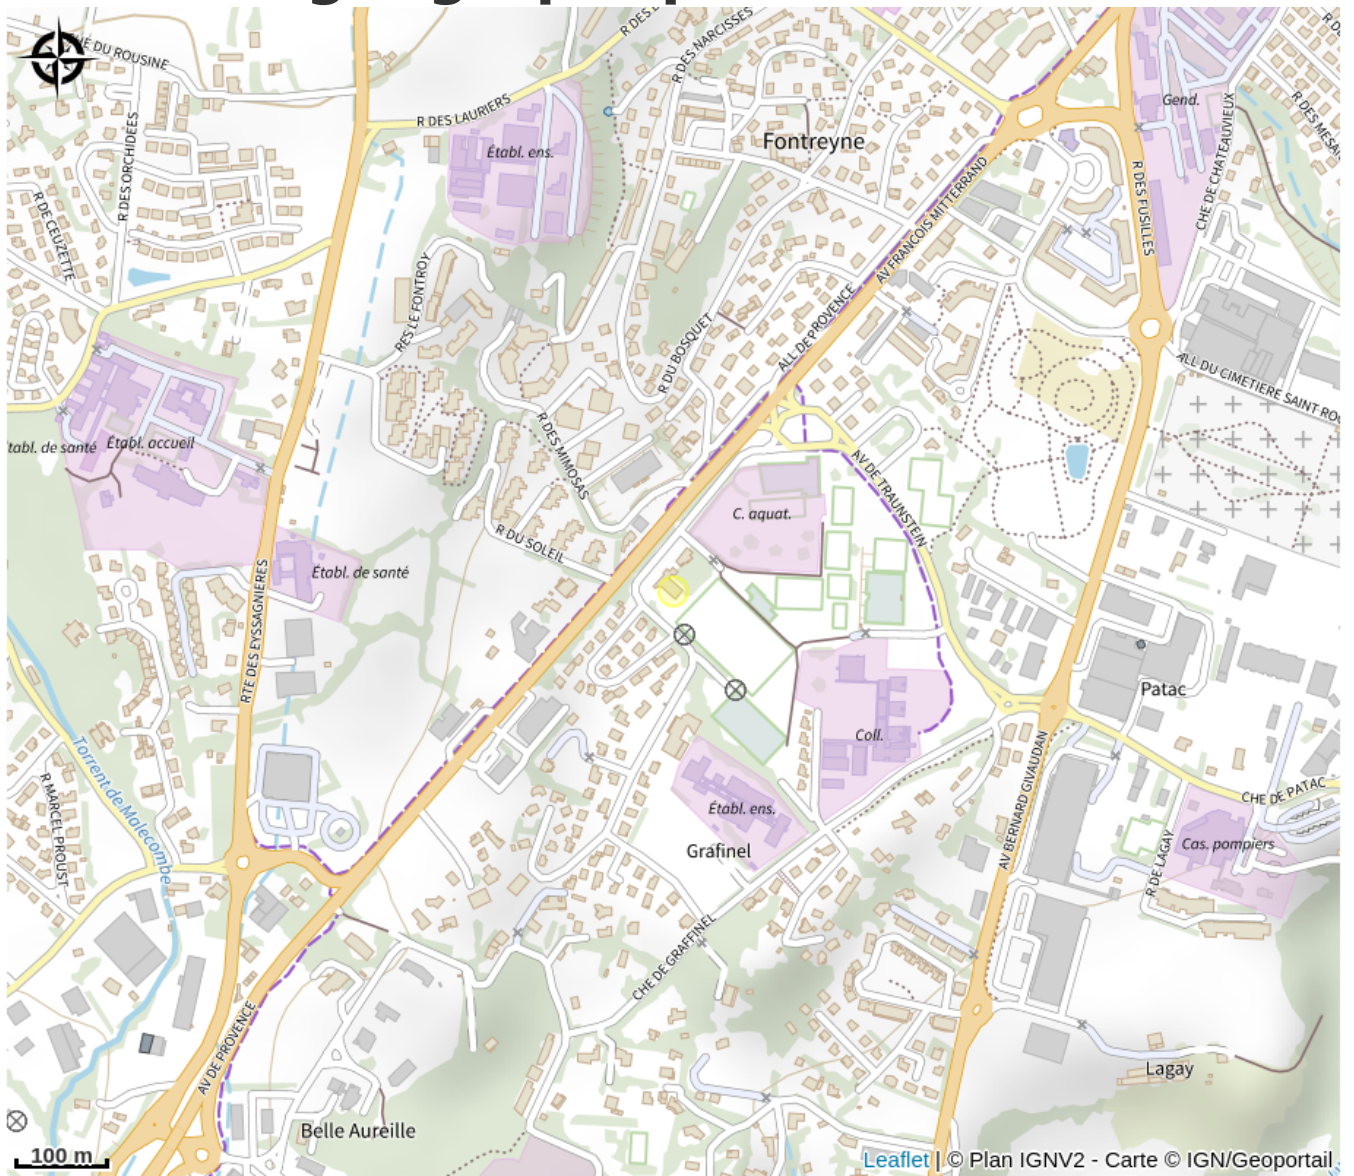 CHE DU ROUSINE
R DES NARCISSES
R DES LAURIERS
Gend.
R DES ORCHIDEES
Établ. ens.
Fontreyne
CHE DE CHATEAUVIEUX
R DE CEUZETTE
AV FRANCOIS MITTERRAND
R DES FUSILLES
RES LE FONTROY
ALL DE PROVENCE
R DU BOSQUET
ALL DU CIMETIERE SAINT RO
tabl. de santé
Établ. accueil
R DES MIMOSAS
AV DE TRAUNSTEIN
C. aquat.
R DU SOLEIL
Établ. de santé
RTE DES EYSSAGNIERES
Patac
Coll.
Torrent de Malecombe
R MARCEL PROUST
AV BERNARD GIVAUDAN
CHE DE PATAC
Établ. ens.
Grafinel
R DE LAGAY
Cas. pompiers
CHE DE GRAFFINEL
AV DE PROVENCE
Lagay
Belle Aureille
100 m
Leaflet | © Plan IGNV2 - Carte © IGN/Geoportail